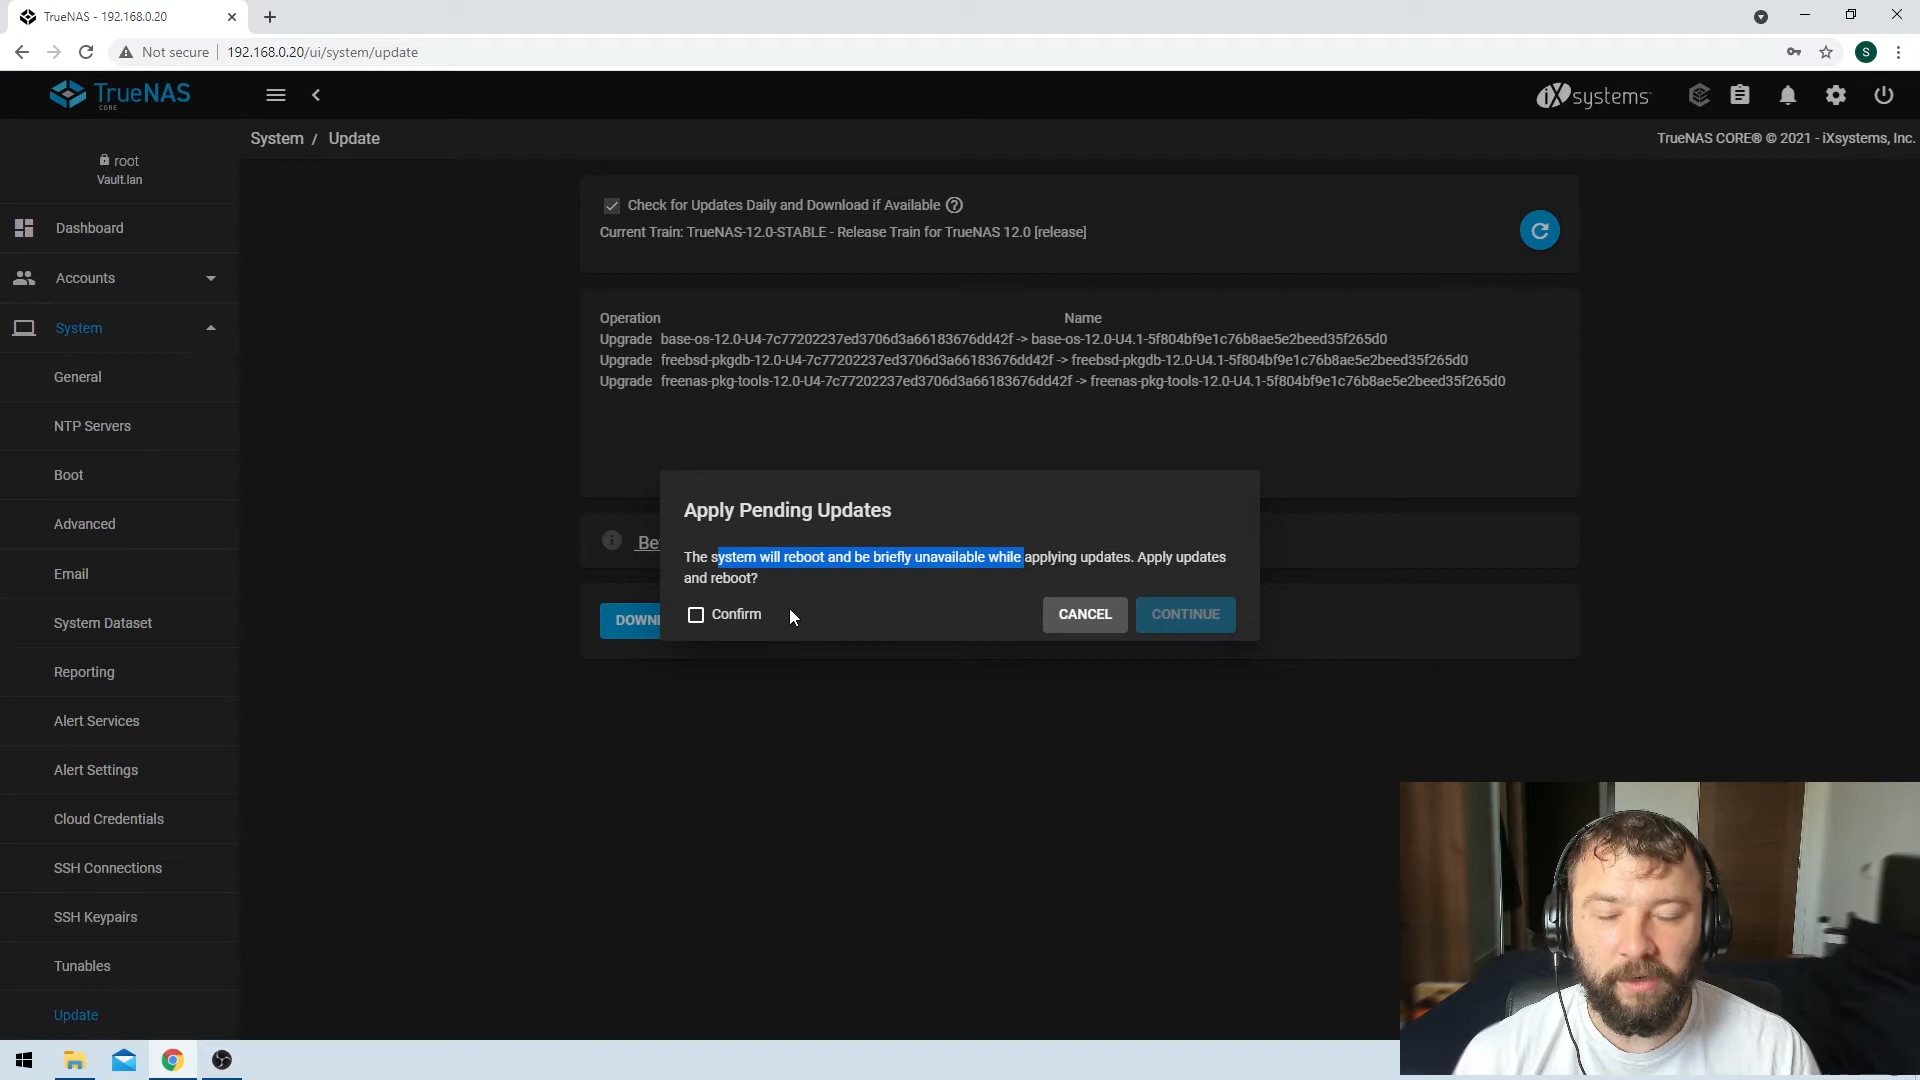 TrueNAS - 192.168.0.20
Not secure 192.168.0.20/ui/system/update
S
TrueNAS
CORE
iXsystems
System / Update
TrueNAS CORE® © 2021 - iXsystems, Inc.
root
Vault.lan
Dashboard
Accounts
System
General
NTP Servers
Boot
Advanced
Email
System Dataset
Reporting
Alert Services
Alert Settings
Cloud Credentials
SSH Connections
SSH Keypairs
Tunables
Update
Check for Updates Daily and Download if Available
Current Train: TrueNAS-12.0-STABLE - Release Train for TrueNAS 12.0 [release]
Operation Name
Upgrade base-os-12.0-U4-7c77202237ed3706d3a66183676dd42f -> base-os-12.0-U4.1-5f804bf9e1c76b8ae5e2beed35f265d0
Upgrade freebsd-pkgdb-12.0-U4-7c77202237ed3706d3a66183676dd42f -> freebsd-pkgdb-12.0-U4.1-5f804bf9e1c76b8ae5e2beed35f265d0
Upgrade freenas-pkg-tools-12.0-U4-7c77202237ed3706d3a66183676dd42f -> freenas-pkg-tools-12.0-U4.1-5f804bf9e1c76b8ae5e2beed35f265d0
Be
DOWN
Apply Pending Updates
The system will reboot and be briefly unavailable while applying updates. Apply updates
and reboot?
Confirm
CANCEL
CONTINUE